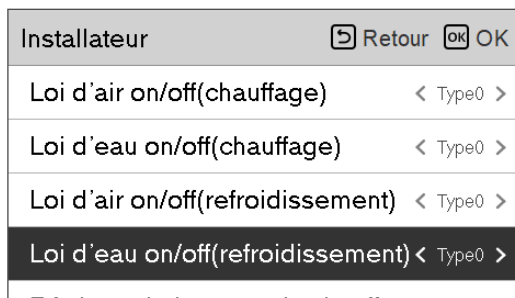 Installateur Retour OK OK
Loi d'air on/off(chauffage) < Type0 >
Loi d'eau on/off(chauffage) < Type0 >
Loi d'air on/off(refroidissement) < Type0 >
Loi d'eau on/off(refroidissement) < Type0 >